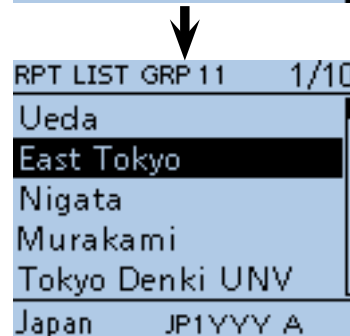 RPT LIST GRP 11 1/10
Ueda
East Tokyo
Nigata
Murakami
Tokyo Denki UNV
Japan JP1YYY A